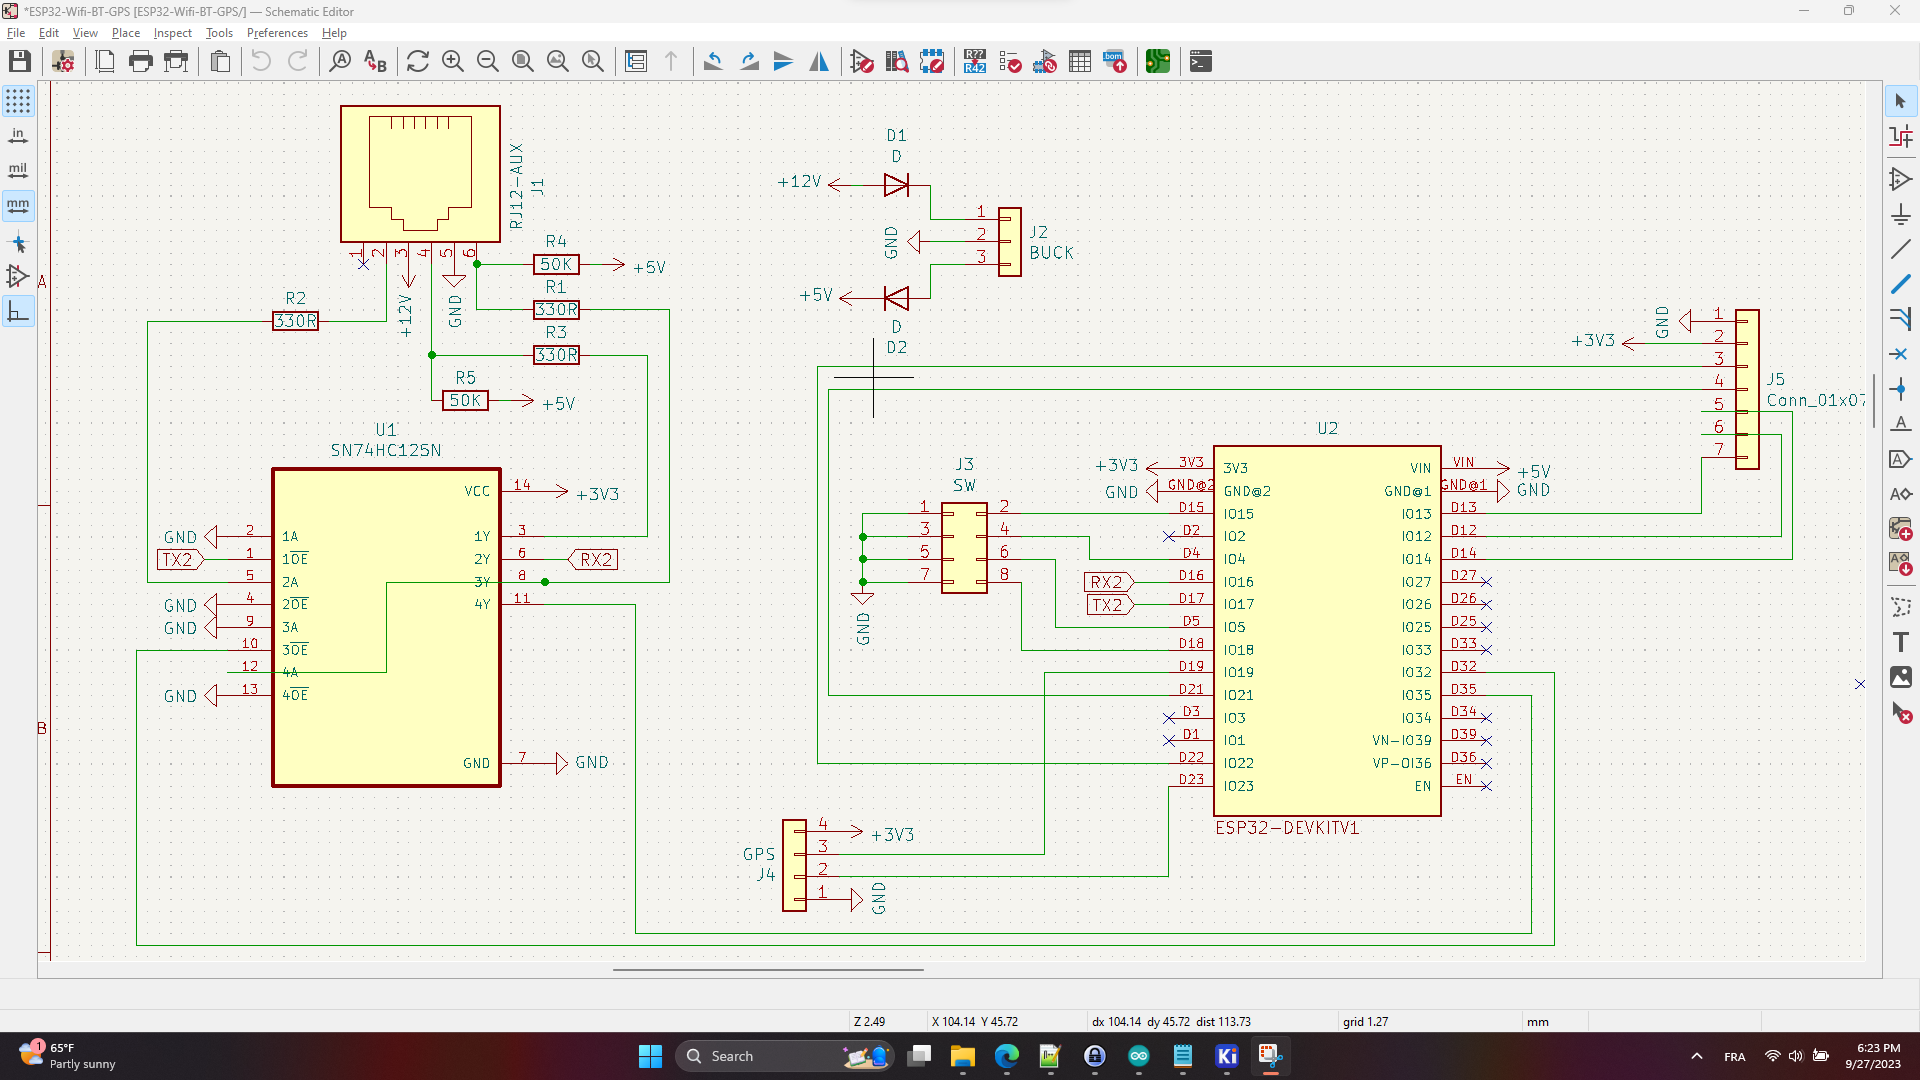 *ESP32-Wifi-BT-GPS [ESP32-Wifi-BT-GPS/] — Schematic Editor
File Edit View Place Inspect Tools Preferences Help
R??
R42
bom
in
mil
mm
A
B
RJ12-AUX
J1
1 2 3 4 5 6
+12V
GND
R4
50K
+5V
R1
330R
R3
330R
R2
330R
R5
50K
+5V
U1
SN74HC125N
VCC 14 +3V3
GND 2 1A
TX2 1 1OE
5 2A
GND 4 2OE
GND 9 3A
10 3OE
12 4A
GND 13 4OE
1Y 3
2Y 6 RX2
3Y 8
4Y 11
GND 7 GND
D1
D
+12V
GND
+5V
D
D2
1
2
3
J2
BUCK
J3
SW
1 2
3 4
5 6
7 8
GND
GPS
J4
4 +3V3
3
2
1 GND
U2
+3V3 3V3 3V3
GND GND@2 GND@2
D15 IO15
D2 IO2
D4 IO4
RX2 D16 IO16
TX2 D17 IO17
D5 IO5
D18 IO18
D19 IO19
D21 IO21
D3 IO3
D1 IO1
D22 IO22
D23 IO23
VIN VIN +5V
GND@1 GND@1 GND
IO13 D13
IO12 D12
IO14 D14
IO27 D27
IO26 D26
IO25 D25
IO33 D33
IO32 D32
IO35 D35
IO34 D34
VN-IO39 D39
VP-OI36 D36
EN EN
ESP32-DEVKITV1
GND
+3V3
1
2
3
4
5
6
7
J5
Conn_01x07
Z 2.49 X 104.14 Y 45.72 dx 104.14 dy 45.72 dist 113.73 grid 1.27 mm
1
65°F
Partly sunny
Search
Ki
FRA
6:23 PM
9/27/2023